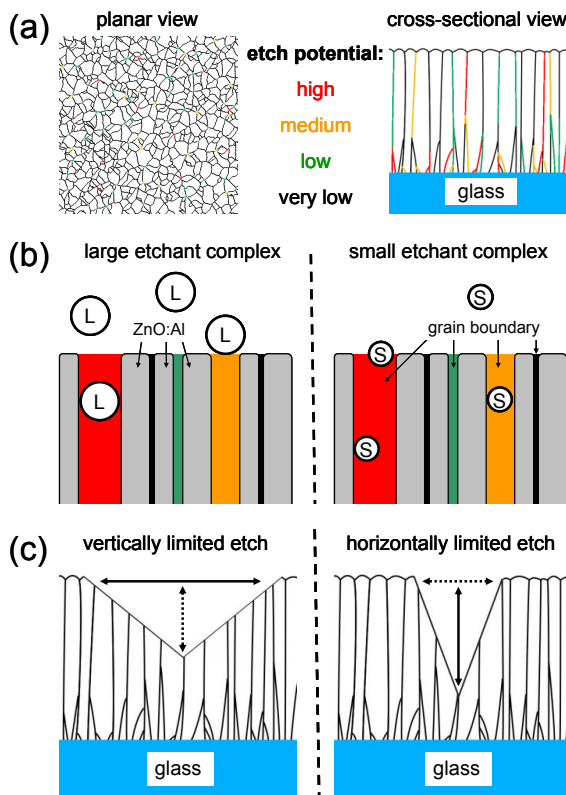 (a)
planar view
cross-sectional view
etch potential:
high
medium
low
very low
glass
(b)
large etchant complex
small etchant complex
L
L
S
ZnO:Al
L
grain boundary
S
L
S
S
(c)
vertically limited etch
horizontally limited etch
glass
glass